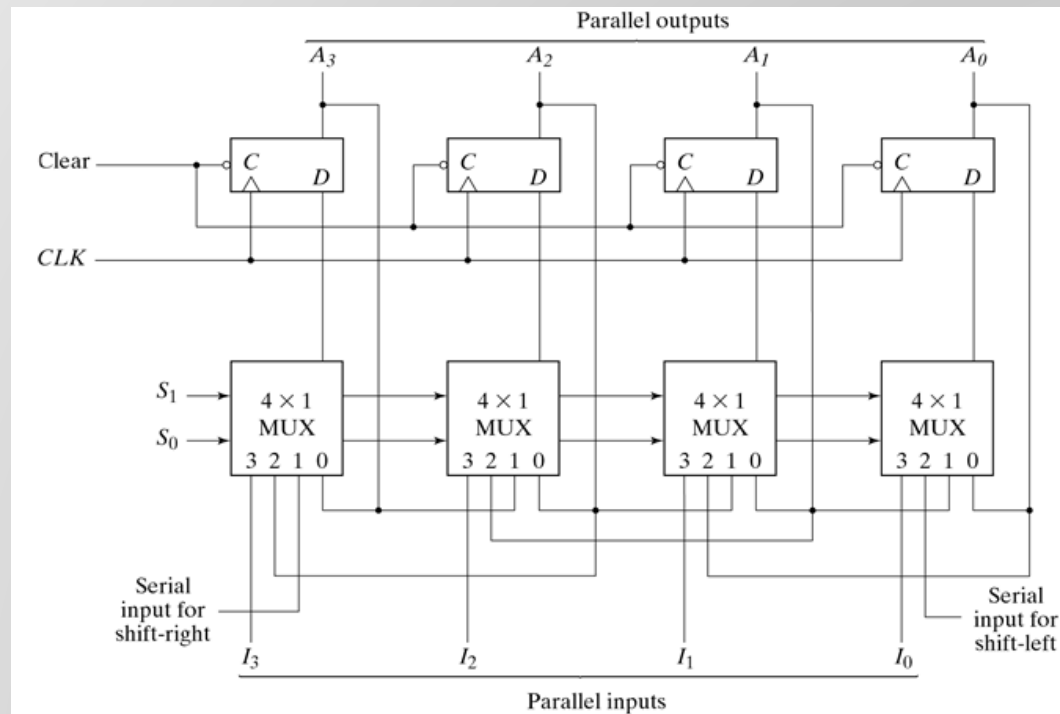 Parallel outputs
A3 A2 A1 A0
Clear
C D C D C D C D
CLK
S1
S0
4 × 1 4 × 1 4 × 1 4 × 1
MUX MUX MUX MUX
3 2 1 0 3 2 1 0 3 2 1 0 3 2 1 0
Serial
input for
shift-right
Serial
input for
shift-left
I3 I2 I1 I0
Parallel inputs